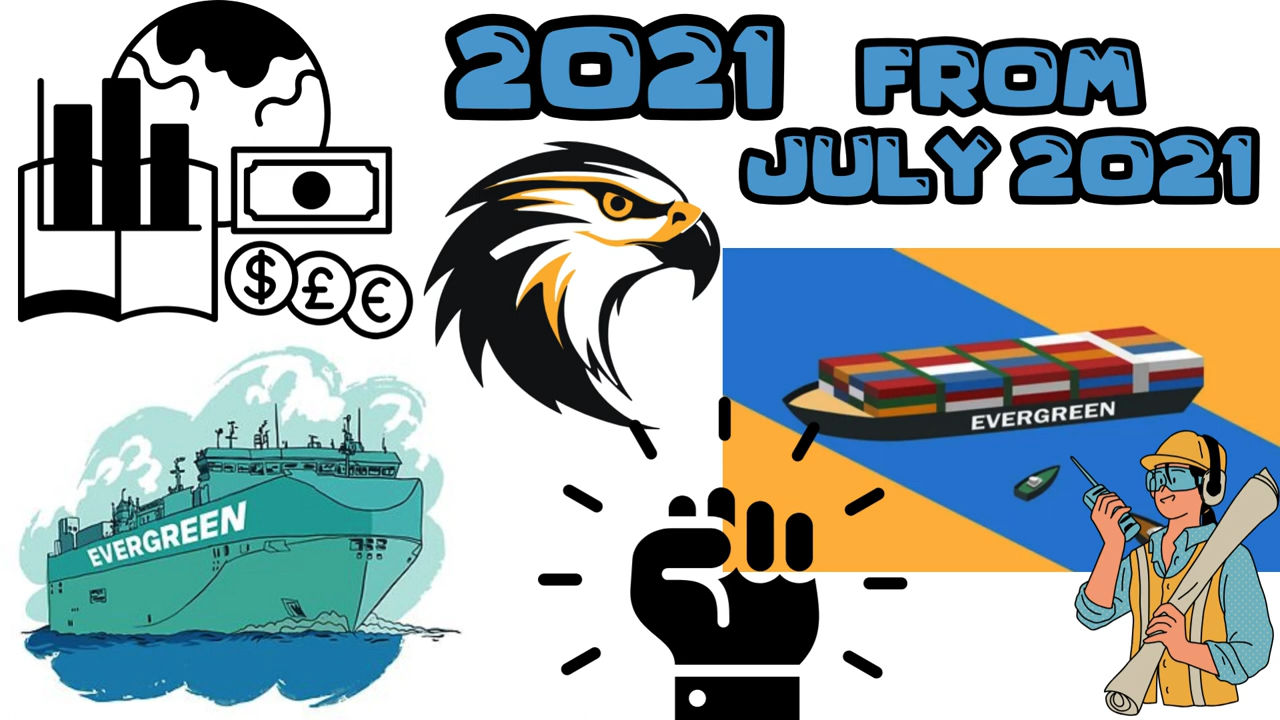 2021
FROM
JULY 2021
$ £ €
EVERGREEN
EVERGREEN